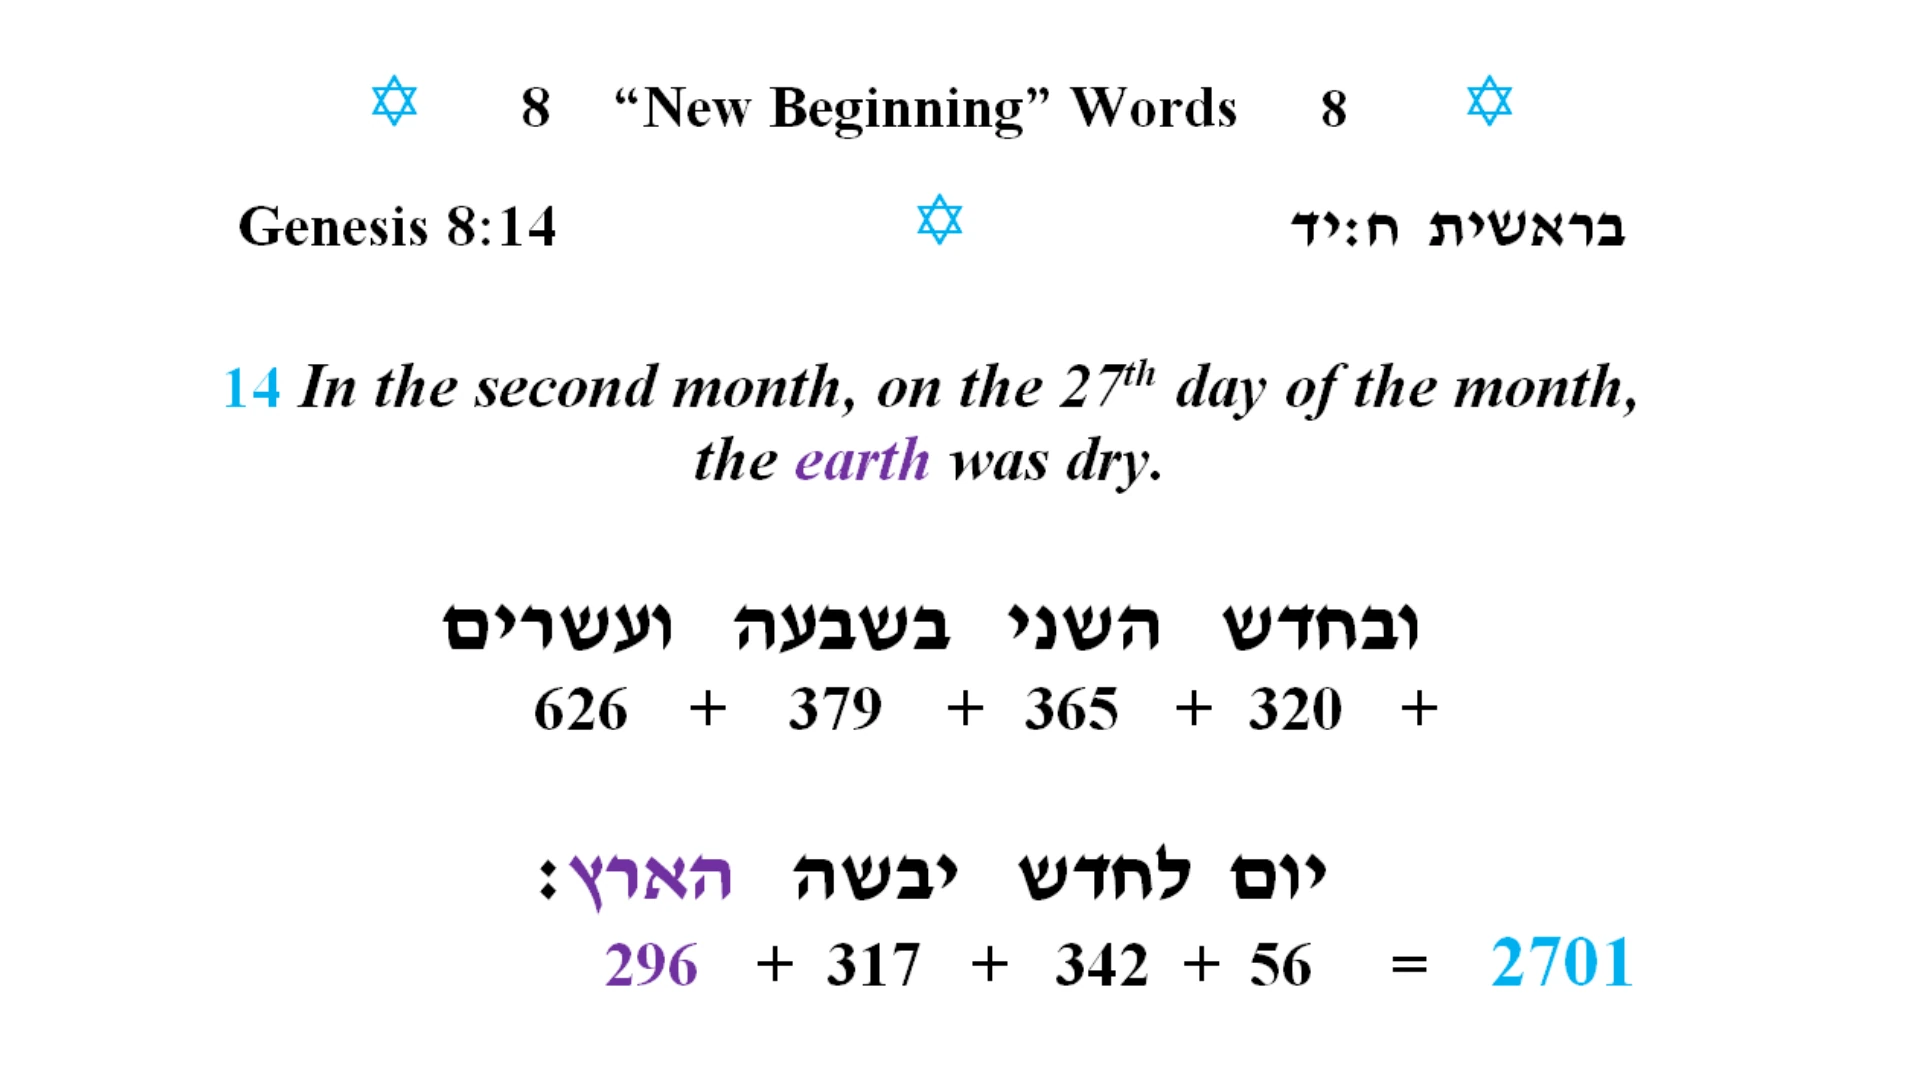 ✡ 8 “New Beginning” Words 8 ✡
Genesis 8:14 ✡ בראשית ח:יד
14 In the second month, on the 27th day of the month,
the earth was dry.
ובחדש השני בשבעה ועשרים
626 + 379 + 365 + 320 +
יום לחדש יבשה הארץ:
296 + 317 + 342 + 56 = 2701